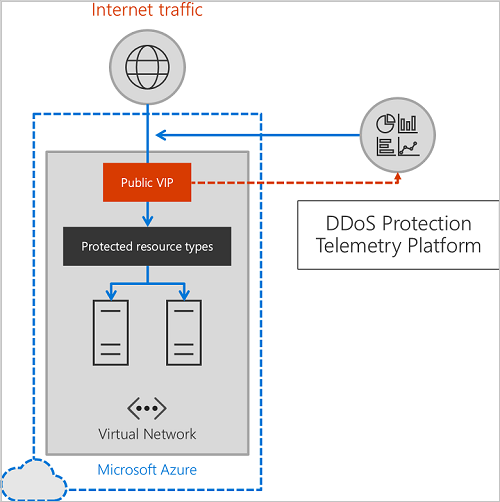 Internet traffic
Public VIP
DDoS Protection
Telemetry Platform
Protected resource types
Virtual Network
Microsoft Azure